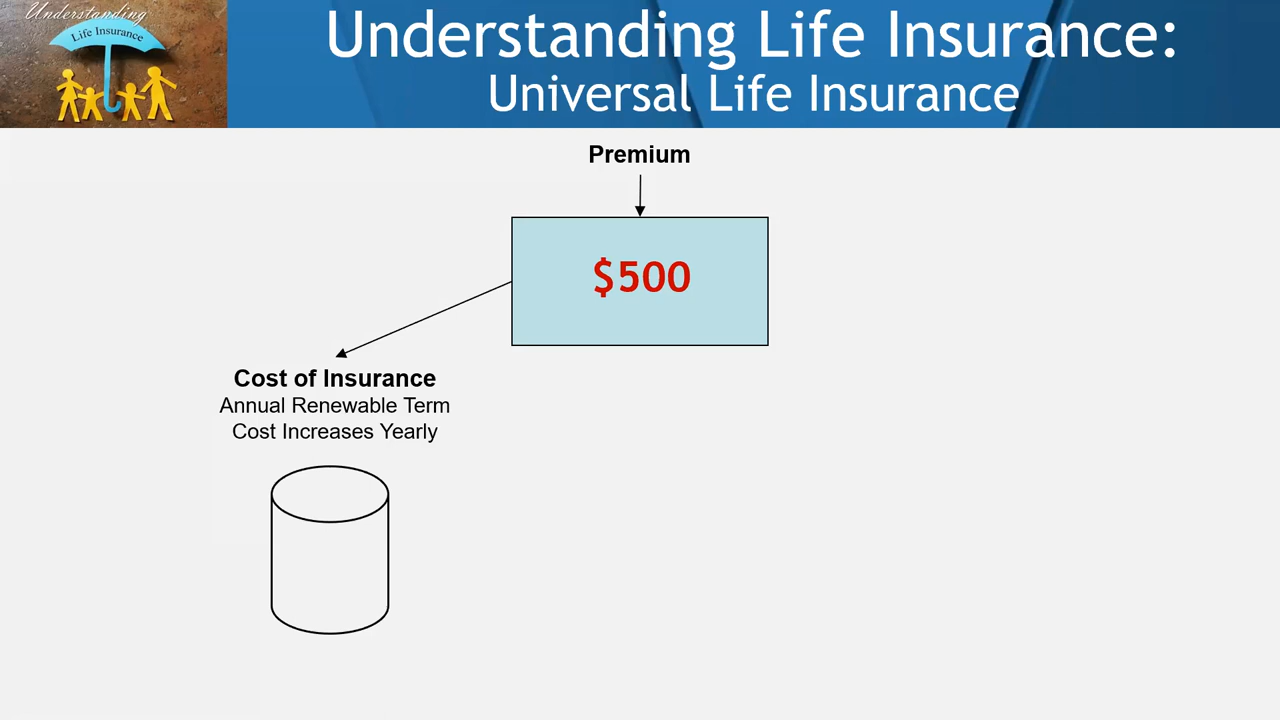 Understanding
Life Insurance
Understanding Life Insurance:
Universal Life Insurance
Premium
$500
Cost of Insurance
Annual Renewable Term
Cost Increases Yearly